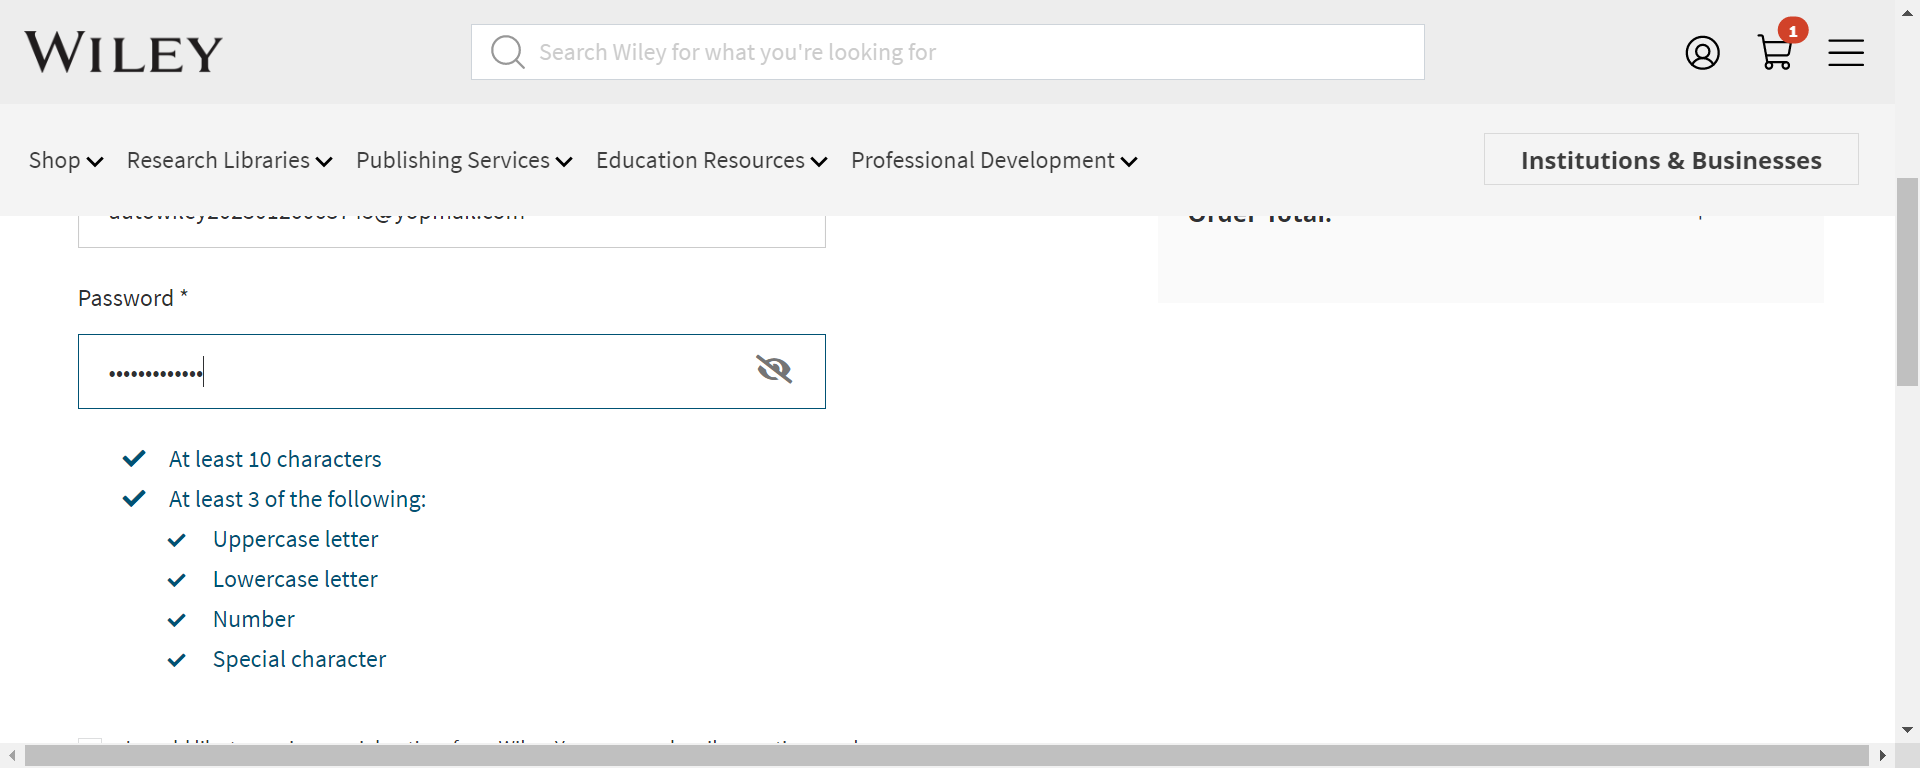 WILEY
Search Wiley for what you're looking for
1
Shop
Research Libraries
Publishing Services
Education Resources
Professional Development
Institutions & Businesses
Order Total:
Password *
•••••••••••••
At least 10 characters
At least 3 of the following:
Uppercase letter
Lowercase letter
Number
Special character